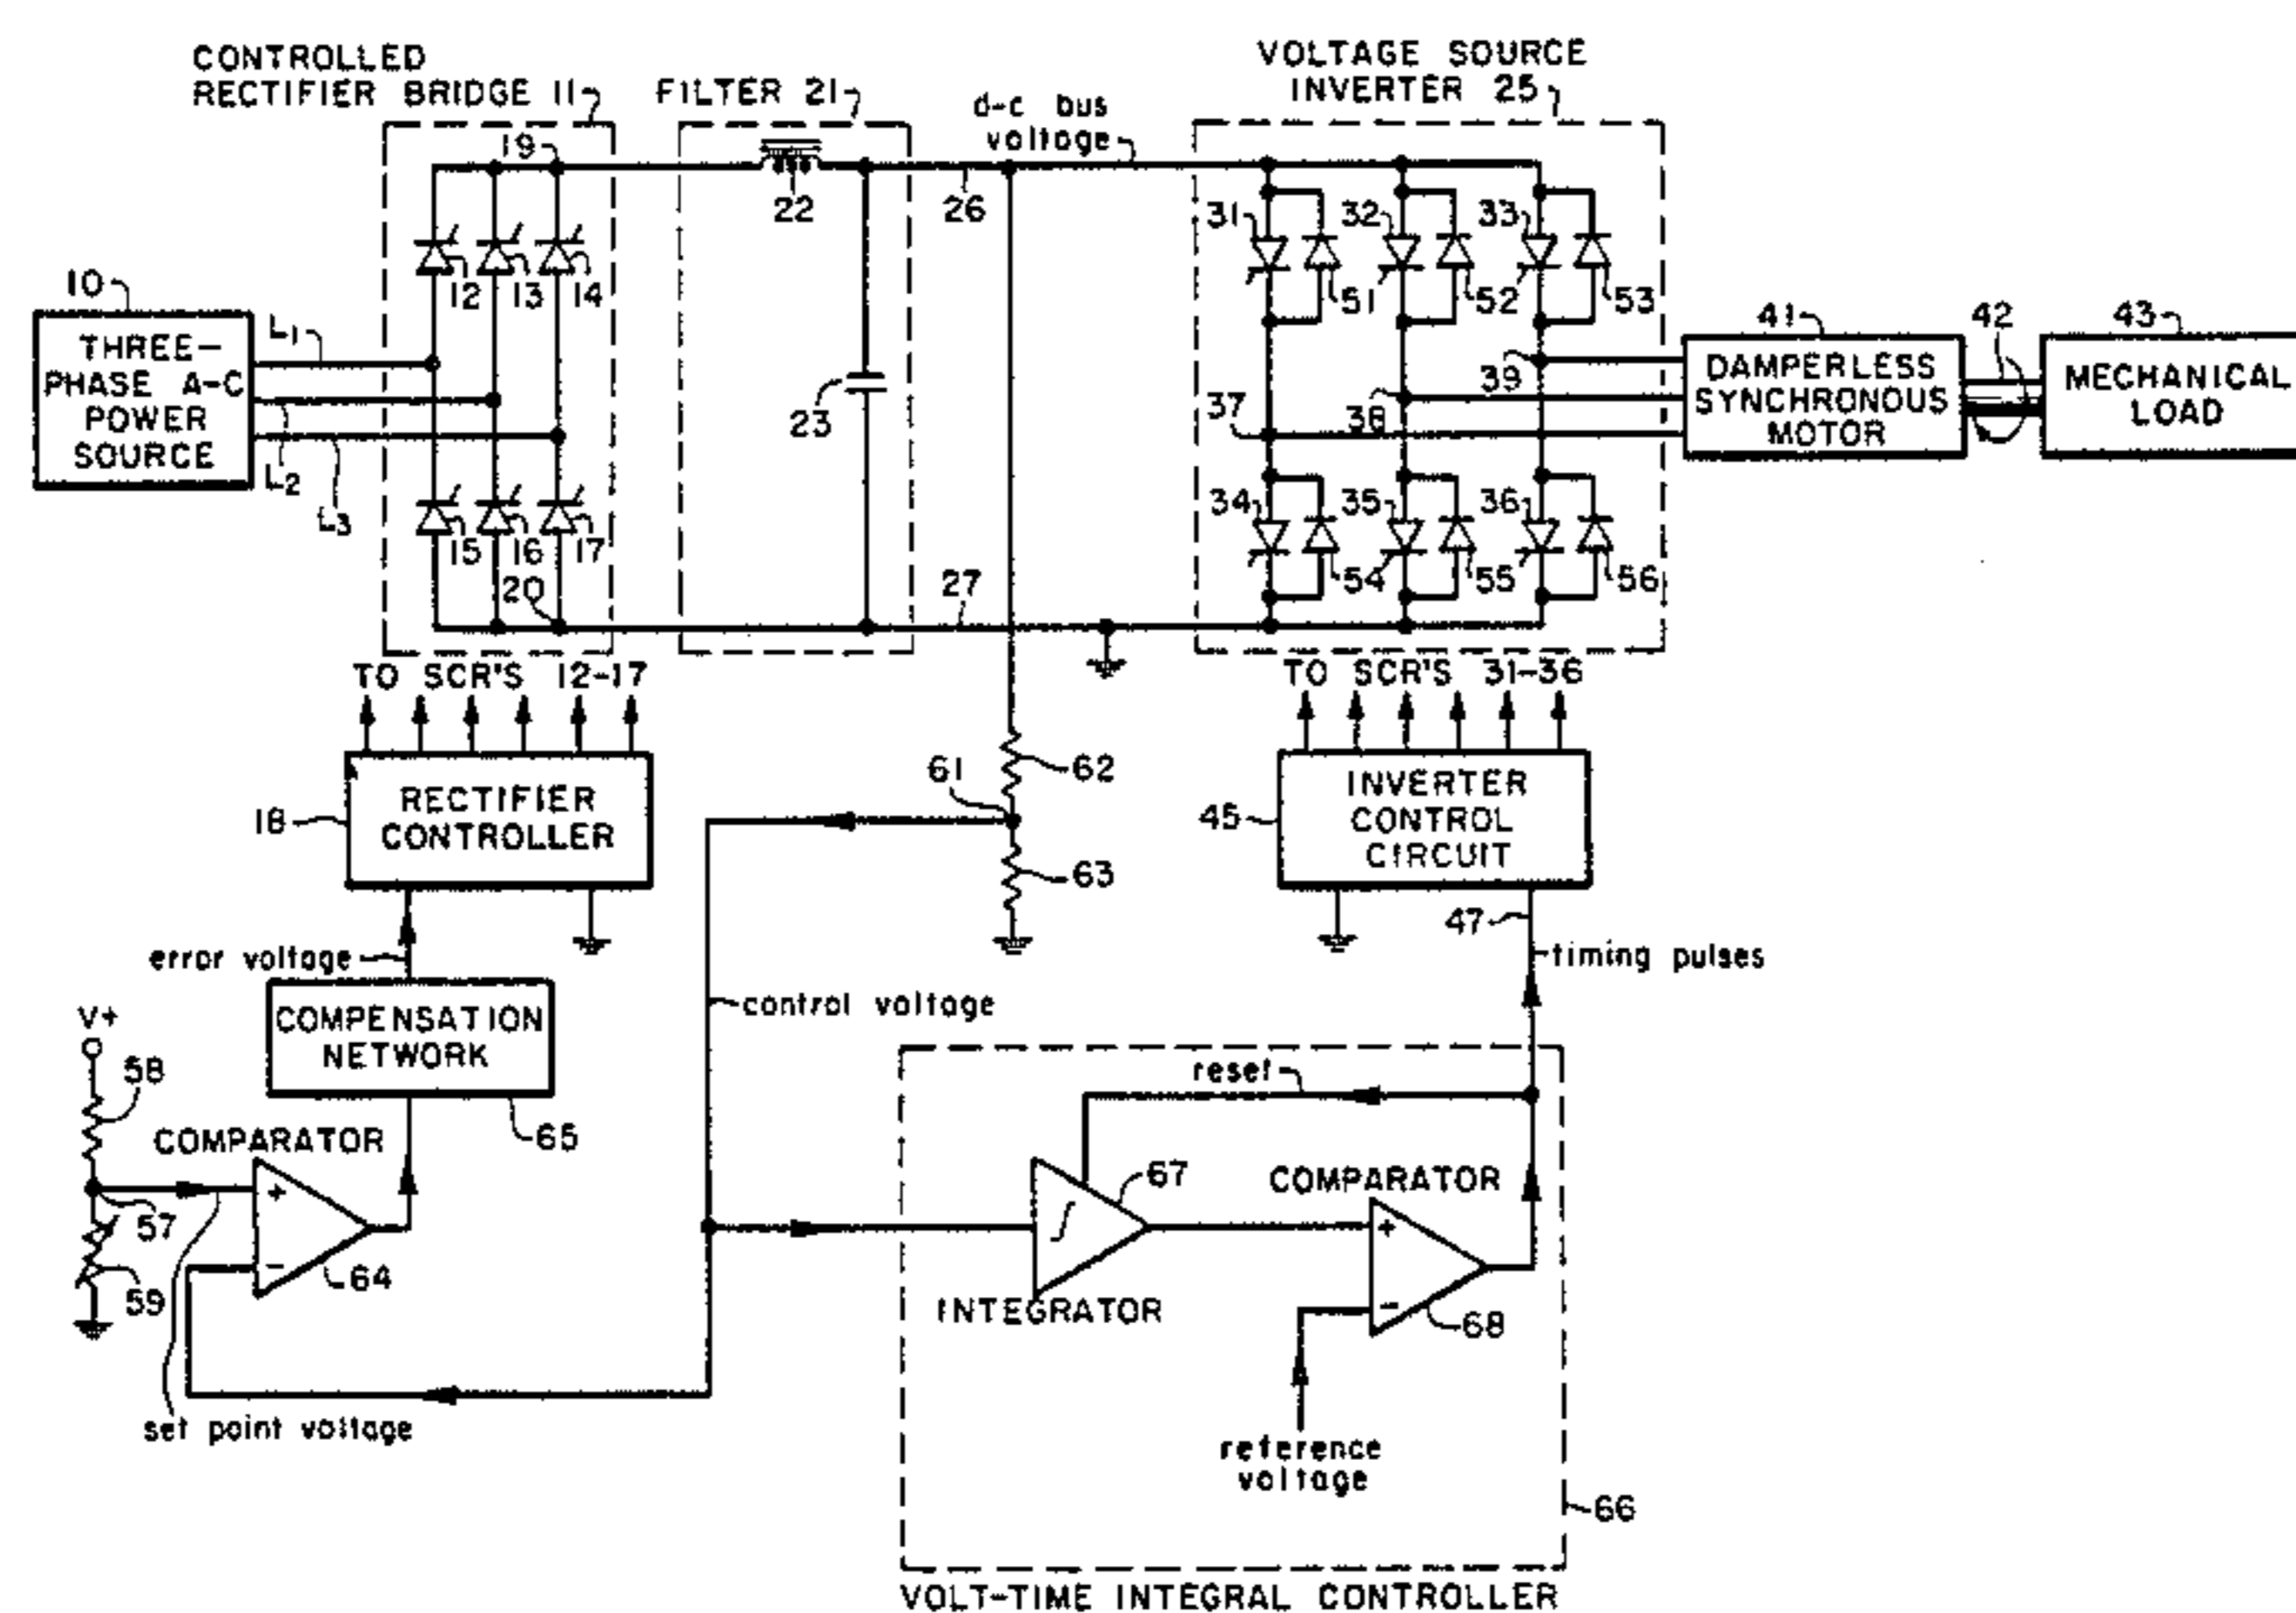 CONTROLLED
RECTIFIER BRIDGE 11
FILTER 21
d-c bus
voltage
VOLTAGE SOURCE
INVERTER 25
19
22
26
31
32
33
10
12
13
14
51
52
53
THREE-
PHASE A-C
POWER
SOURCE
L1
L2
L3
23
37
38
39
41
DAMPERLESS
SYNCHRONOUS
MOTOR
42
43
MECHANICAL
LOAD
15
16
17
20
27
34
35
36
54
55
56
TO SCR'S 12-17
TO SCR'S 31-36
18
RECTIFIER
CONTROLLER
61
62
63
45
INVERTER
CONTROL
CIRCUIT
47
timing pulses
error voltage
control voltage
V+
COMPENSATION
NETWORK
58
65
COMPARATOR
+
-
57
59
64
set point voltage
reset
67
∫
INTEGRATOR
COMPARATOR
+
-
68
reference
voltage
66
VOLT-TIME INTEGRAL CONTROLLER